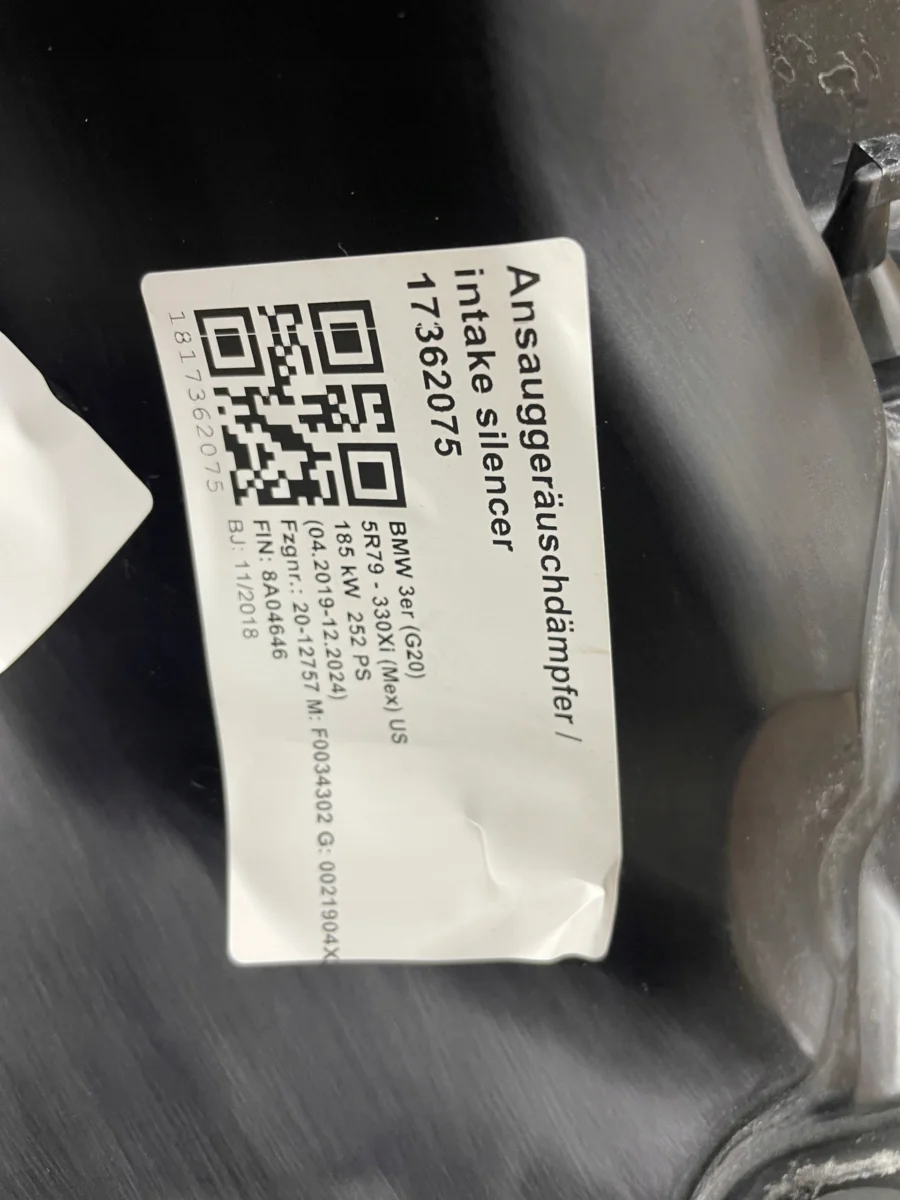 Ansauggeräuschdämpfer /
intake silencer
17362075
BMW 3er (G20)
5R79 - 330Xi (Mex) US
185 kW 252 PS
(04.2019-12.2024)
Fzgnr.: 20-12757 M: F0034302 G: 0021904X
FIN: 8A04646
BJ: 11/2018
1817362075